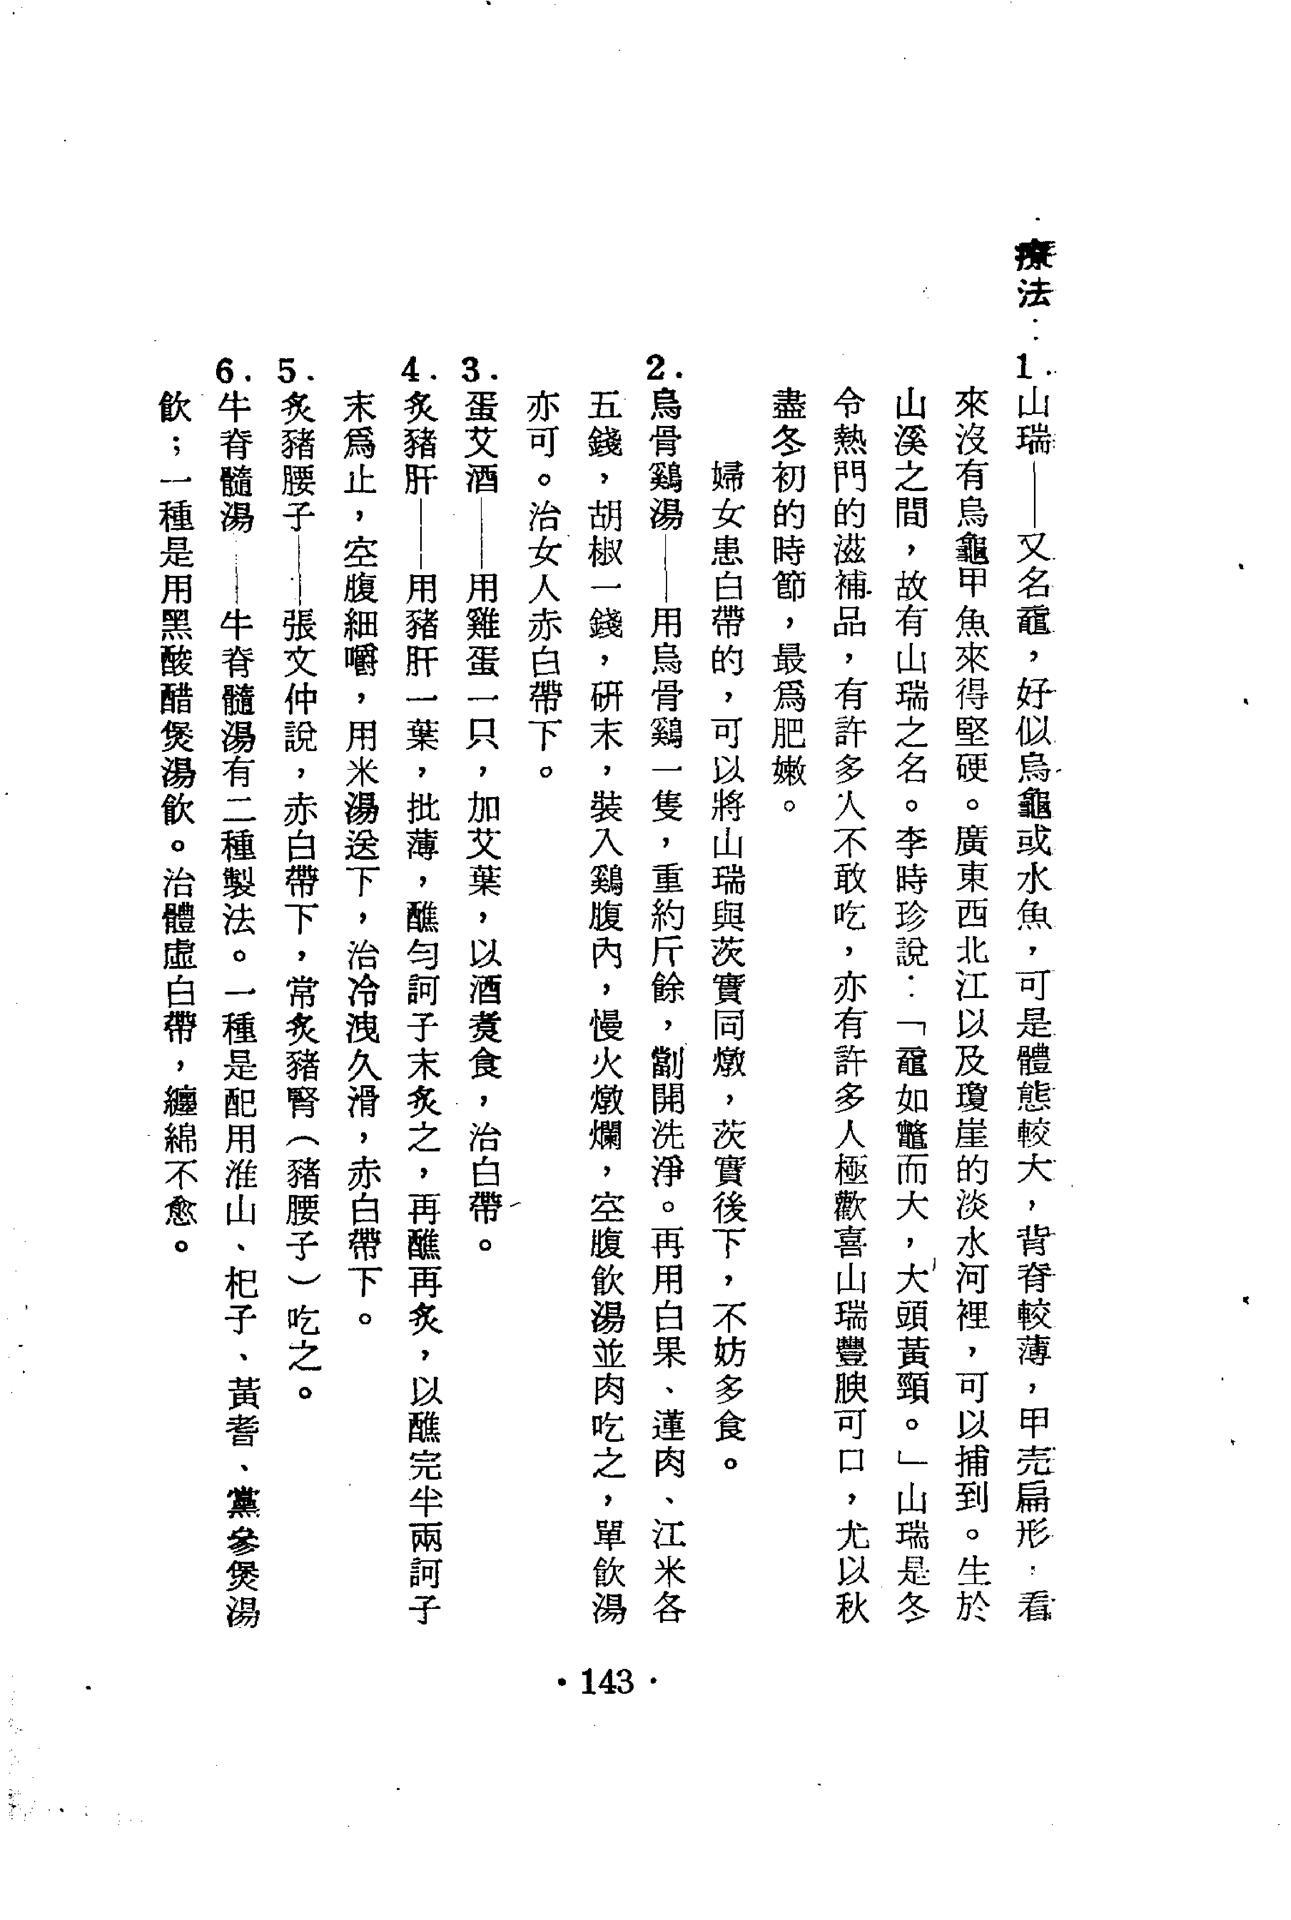 療法：1.山瑞——又名黿，好似烏龜或水魚，可是體態較大，背脊較薄，甲壳扁形，看
來沒有烏龜甲魚來得堅硬。廣東西北江以及瓊崖的淡水河裡，可以捕到。生於
山溪之間，故有山瑞之名。李時珍說：「黿如鼈而大，大頭黃頸。」山瑞是冬
令熱門的滋補品，有許多人不敢吃，亦有許多人極歡喜山瑞豐腴可口，尤以秋
盡冬初的時節，最爲肥嫩。
婦女患白帶的，可以將山瑞與茨實同燉，茨實後下，不妨多食。
2.烏骨鷄湯——用烏骨鷄一隻，重約斤餘，劏開洗淨。再用白果、蓮肉、江米各
五錢，胡椒一錢，研末，裝入鷄腹內，慢火燉爛，空腹飲湯並肉吃之，單飲湯
亦可。治女人赤白帶下。
3.蛋艾酒——用雞蛋一只，加艾葉，以酒煑食，治白帶。
4.炙豬肝——用豬肝一葉，批薄，醮勻訶子末炙之，再醮再炙，以醮完半兩訶子
末爲止，空腹細嚼，用米湯送下，治冷洩久滑，赤白帶下。
5.炙豬腰子——張文仲說，赤白帶下，常炙豬腎（豬腰子）吃之。
6.牛脊髓湯——牛脊髓湯有二種製法。一種是配用淮山、杞子、黃耆、黨參煲湯
飲；一種是用黑酸醋煲湯飲。治體虛白帶，纏綿不愈。
·143·